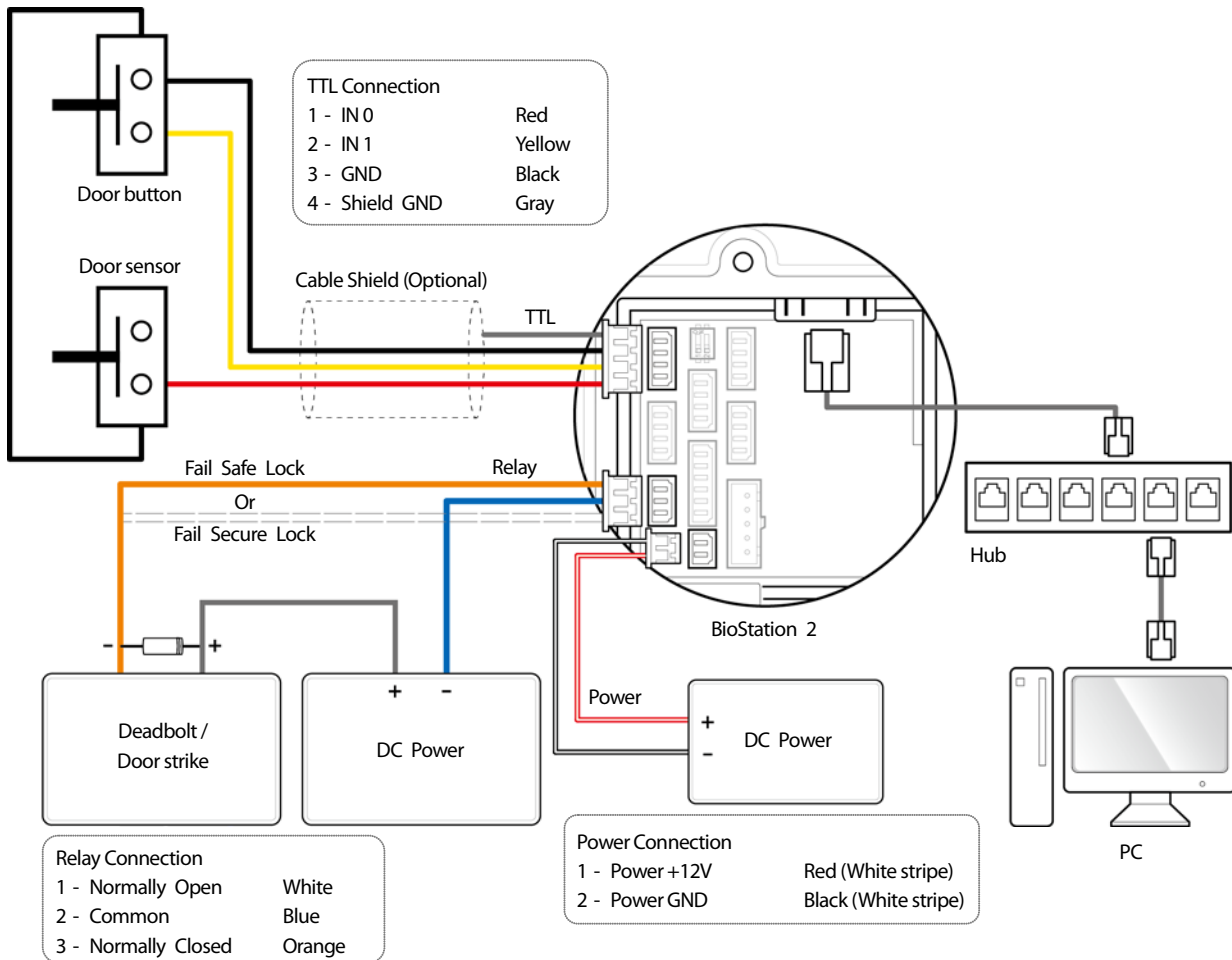 TTL Connection
1 - IN 0 Red
2 - IN 1 Yellow
3 - GND Black
4 - Shield GND Gray
Door button
Door sensor
Cable Shield (Optional)
TTL
Fail Safe Lock
Relay
Or
Fail Secure Lock
Hub
BioStation 2
- +
+ -
Deadbolt /
Door strike
DC Power
Power
+
-
DC Power
PC
Relay Connection
1 - Normally Open White
2 - Common Blue
3 - Normally Closed Orange
Power Connection
1 - Power +12V Red (White stripe)
2 - Power GND Black (White stripe)